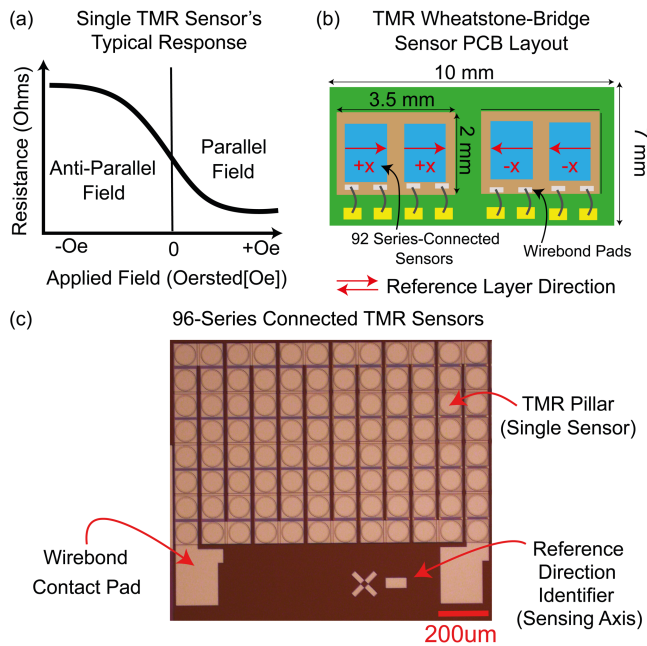 (a)
Single TMR Sensor's
Typical Response
Resistance (Ohms)
Anti-Parallel
Field
Parallel
Field
-Oe
0
+Oe
Applied Field (Oersted[Oe])
(b)
TMR Wheatstone-Bridge
Sensor PCB Layout
10 mm
3.5 mm
2 mm
7 mm
+x
+x
-x
-x
92 Series-Connected
Sensors
Wirebond Pads
Reference Layer Direction
(c)
96-Series Connected TMR Sensors
TMR Pillar
(Single Sensor)
Wirebond
Contact Pad
Reference
Direction
Identifier
(Sensing Axis)
200um